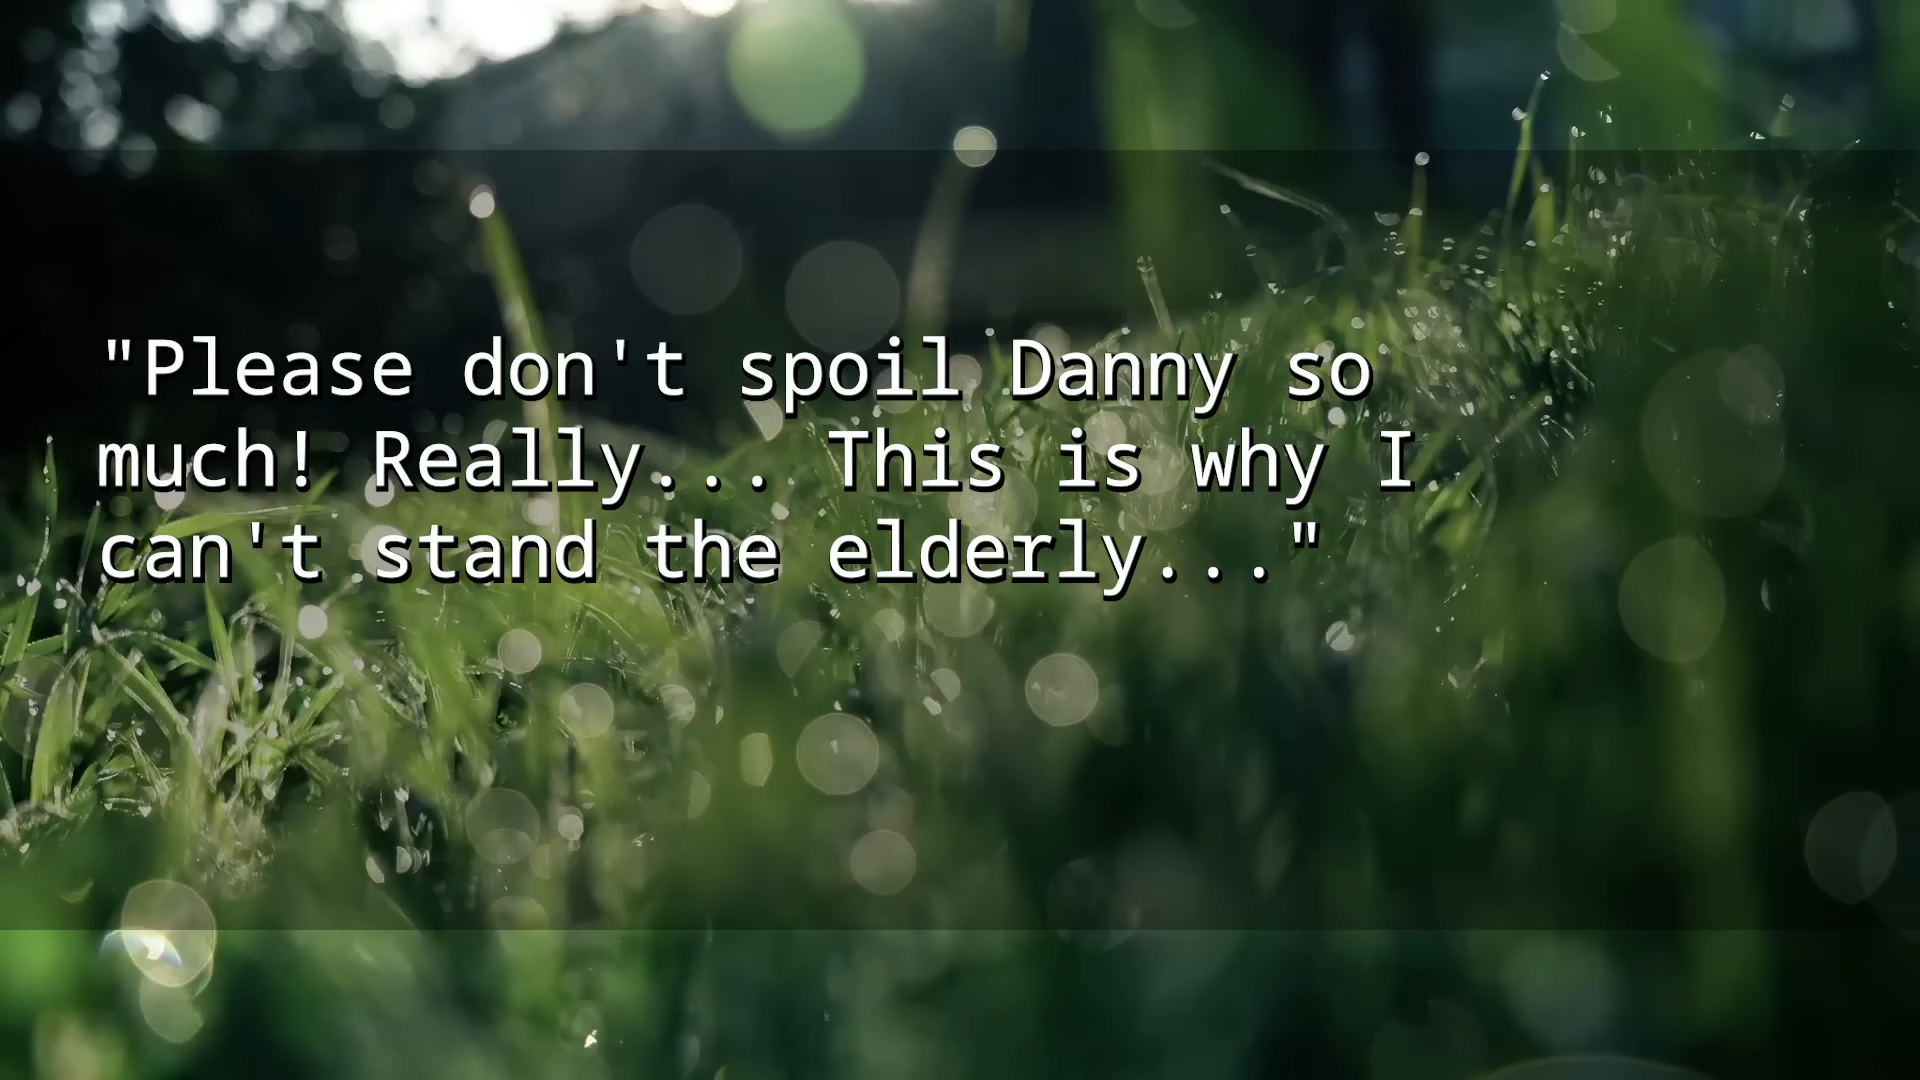 "Please don't spoil Danny so
much! Really... This is why I
can't stand the elderly..."